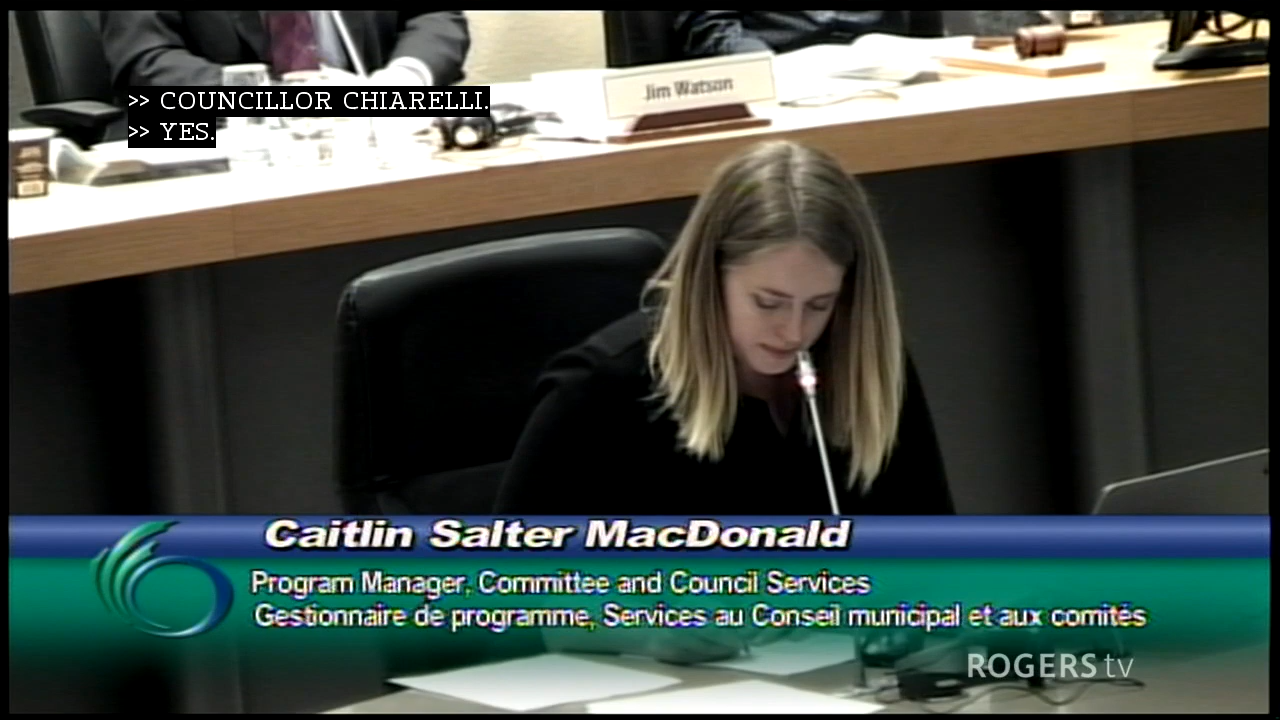 >> COUNCILLOR CHIARELLI.
>> YES.
Jim Watson
Caitlin Salter MacDonald
Program Manager, Committee and Council Services
Gestionnaire de programme, Services au Conseil municipal et aux comités
ROGERS tv